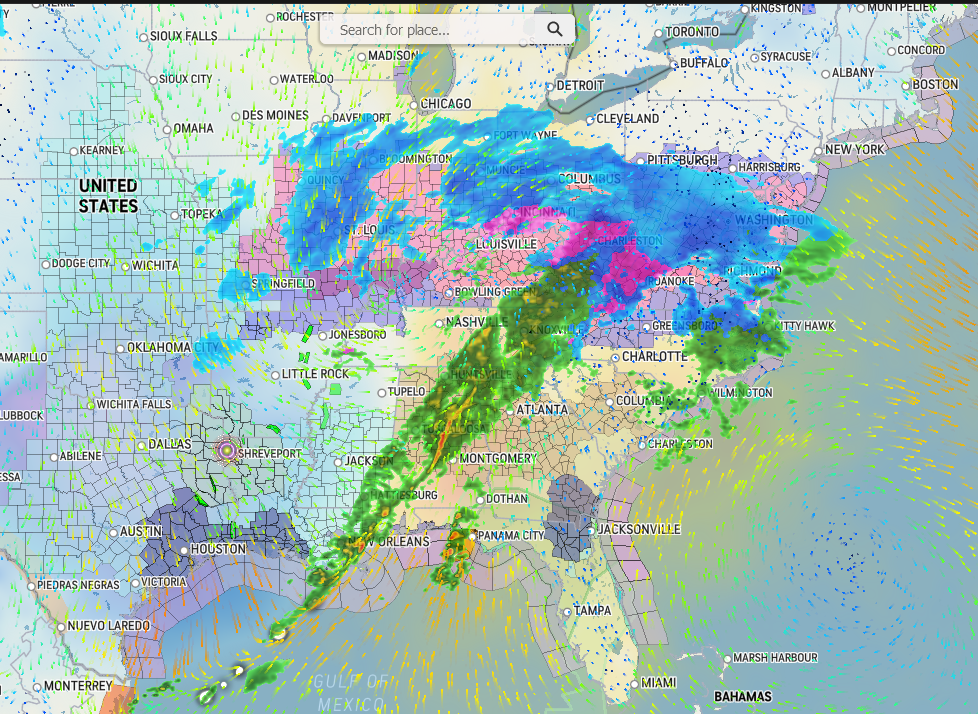 ROCHESTER
KINGSTON
MONTPELIER
Search for place...
SIOUX FALLS
TORONTO
MADISON
CONCORD
BUFFALO
SYRACUSE
SIOUX CITY
WATERLOO
ALBANY
DETROIT
BOSTON
CHICAGO
DES MOINES
DAVENPORT
CLEVELAND
OMAHA
FORT WAYNE
KEARNEY
NEW YORK
BLOOMINGTON
PITTSBURGH
HARRISBURG
MUNCIE
QUINCY
COLUMBUS
UNITED
STATES
TOPEKA
CINCINNATI
WASHINGTON
ST. LOUIS
LOUISVILLE
CHARLESTON
DODGE CITY
WICHITA
RICHMOND
SPRINGFIELD
ROANOKE
BOWLING GREEN
NASHVILLE
KNOXVILLE
GREENSBORO
KITTY HAWK
JONESBORO
OKLAHOMA CITY
AMARILLO
CHARLOTTE
LITTLE ROCK
HUNTSVILLE
TUPELO
WILMINGTON
WICHITA FALLS
COLUMBIA
ATLANTA
LUBBOCK
TUSCALOOSA
DALLAS
CHARLESTON
SHREVEPORT
ABILENE
JACKSON
MONTGOMERY
ESSA
HATTIESBURG
DOTHAN
AUSTIN
JACKSONVILLE
PANAMA CITY
NEW ORLEANS
HOUSTON
PIEDRAS NEGRAS
VICTORIA
TAMPA
NUEVO LAREDO
MARSH HARBOUR
GULF OF
MEXICO
MONTERREY
MIAMI
BAHAMAS